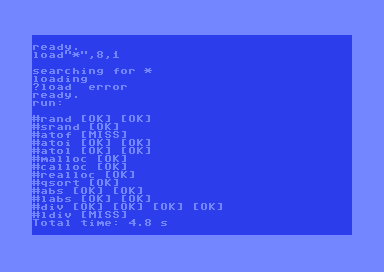 ready.
load"*",8,1
searching for *
loading
?load  error
ready.
run:
#rand [OK] [OK]
#srand [OK]
#atof [MISS]
#atoi [OK] [OK]
#atol [OK] [OK]
#malloc [OK]
#calloc [OK]
#realloc [OK]
#qsort [OK]
#abs [OK] [OK]
#labs [OK] [OK]
#div [OK] [OK] [OK] [OK]
#ldiv [MISS]
Total time: 4.8 s